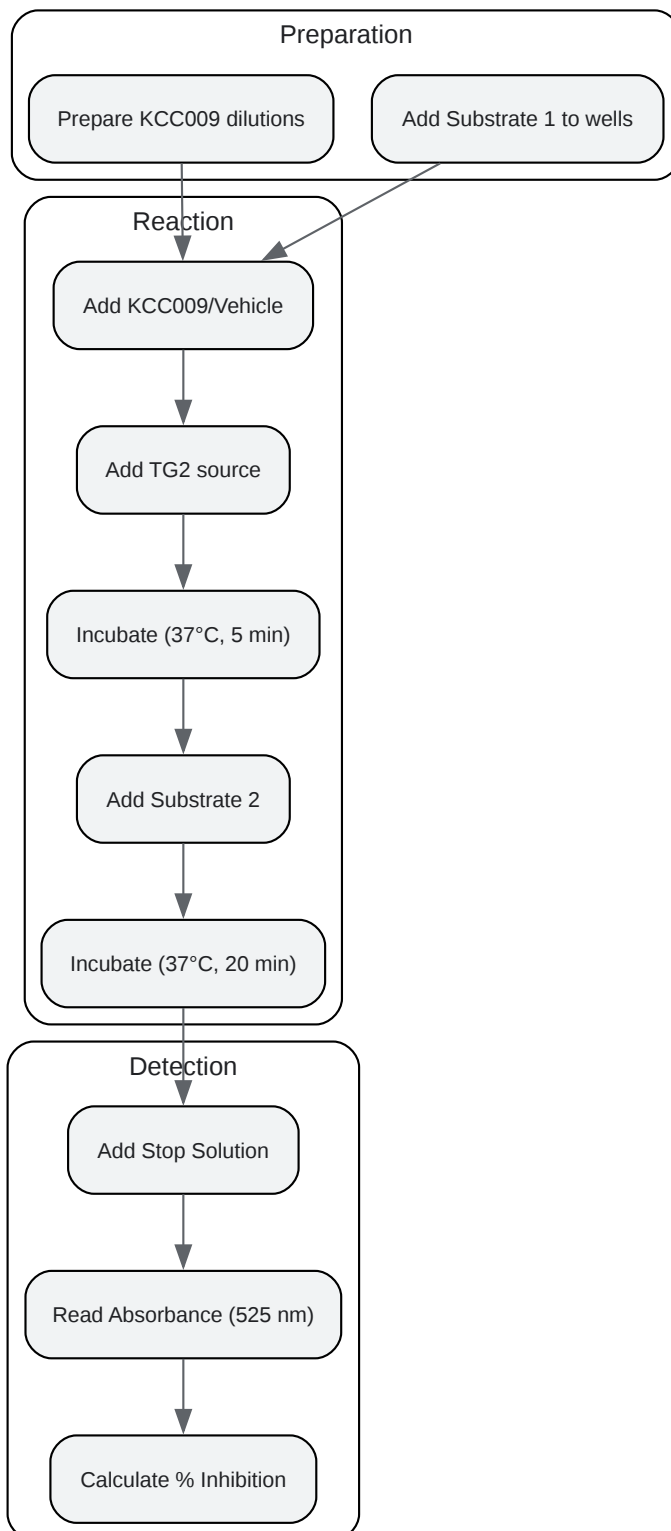 Preparation
Prepare KCC009 dilutions
Add Substrate 1 to wells
Reaction
Add KCC009/Vehicle
Add TG2 source
Incubate (37°C, 5 min)
Add Substrate 2
Incubate (37°C, 20 min)
Detection
Add Stop Solution
Read Absorbance (525 nm)
Calculate % Inhibition